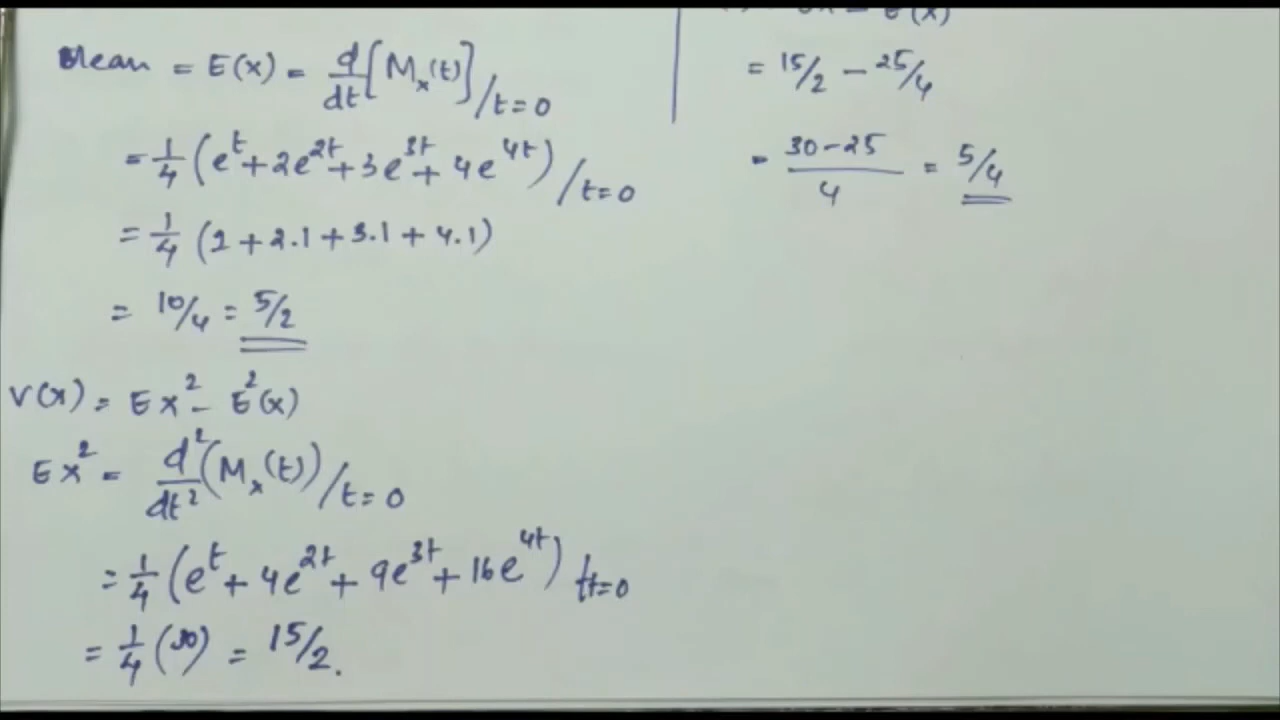 Mean = E(x) = d/dt [M_x(t)] / t=0
= 1/4 (e^t + 2e^2t + 3e^3t + 4e^4t) / t=0
= 1/4 (1 + 2.1 + 3.1 + 4.1)
= 10/4 = 5/2
V(x) = Ex² - E²(x)
Ex² = d²/dt² (M_x(t)) / t=0
= 1/4 (e^t + 4e^2t + 9e^3t + 16e^4t) / t=0
= 1/4 (30) = 15/2.
= 15/2 - 25/4
= 30-25/4 = 5/4